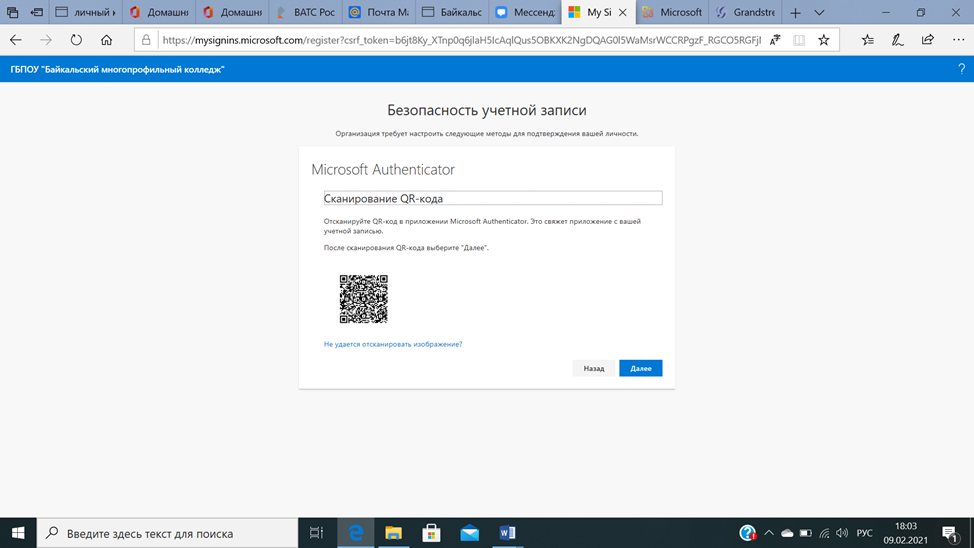 личный к
Домашн
Домашн
ВАТС Рос
Почта Ма
Байкальс
Мессенд
My Si
Microsoft
Grandstre
https://mysignins.microsoft.com/register?csrf_token=
ГБПОУ "Байкальский многопрофильный колледж"
?
Безопасность учетной записи
Организация требует настроить следующие методы для подтверждения вашей личности.
Microsoft Authenticator
Сканирование QR-кода
Отсканируйте QR-код в приложении Microsoft Authenticator. Это свяжет приложение с вашей
учетной записью.
После сканирования QR-кода выберите "Далее".
Не удается отсканировать изображение?
Назад
Далее
Введите здесь текст для поиска
РУС
18:03
09.02.2021
1